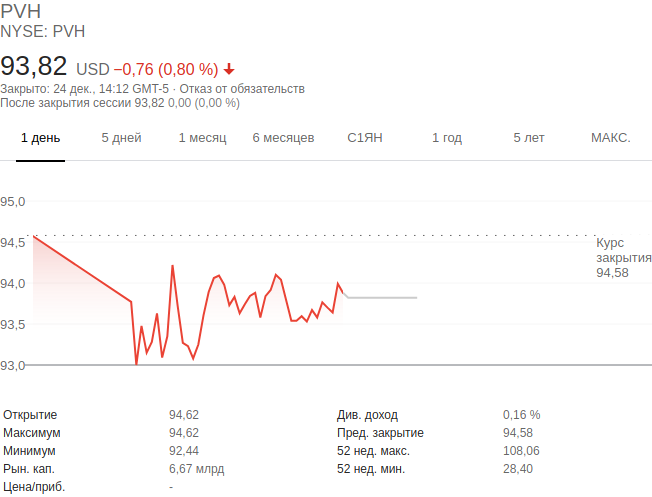 PVH
NYSE: PVH
93,82 USD −0,76 (0,80 %)
Закрыто: 24 дек., 14:12 GMT-5 · Отказ от обязательств
После закрытия сессии 93,82 0,00 (0,00 %)
1 день 5 дней 1 месяц 6 месяцев С1ЯН 1 год 5 лет МАКС.
95,0
94,5
Курс
закрытия
94,58
94,0
93,5
93,0
Открытие 94,62 Див. доход 0,16 %
Максимум 94,62 Пред. закрытие 94,58
Минимум 92,44 52 нед. макс. 108,06
Рын. кап. 6,67 млрд 52 нед. мин. 28,40
Цена/приб. -